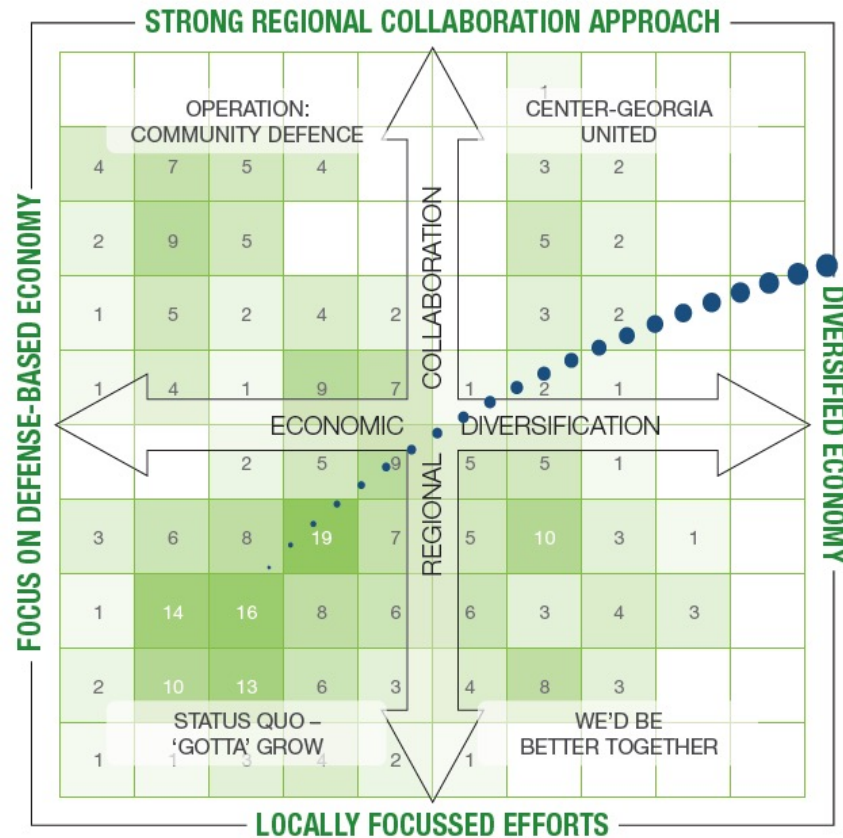 STRONG REGIONAL COLLABORATION APPROACH
1
OPERATION:
COMMUNITY DEFENCE
CENTER-GEORGIA
UNITED
4 7 5 4 3 2
2 9 5 5 2
1 5 2 4 2 3 2
1 4 1 9 7 1 2 1
COLLABORATION
ECONOMIC DIVERSIFICATION
REGIONAL
2 5 9 5 5 1
3 6 8 19 7 5 10 3 1
1 14 16 8 6 6 3 4 3
2 10 13 6 3 4 8 3
STATUS QUO –
'GOTTA' GROW
WE'D BE
BETTER TOGETHER
1 1 3 4 2 1
FOCUS ON DEFENSE-BASED ECONOMY
DIVERSIFIED ECONOMY
LOCALLY FOCUSSED EFFORTS